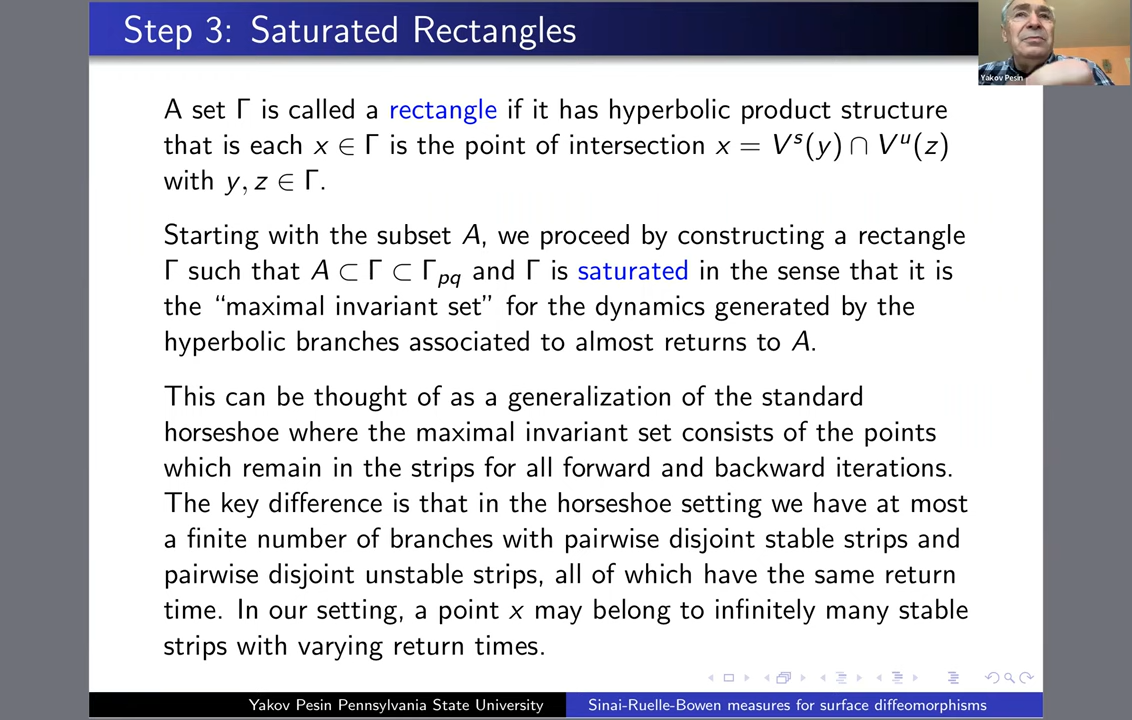 Step 3: Saturated Rectangles
Yakov Pesin
A set Γ is called a rectangle if it has hyperbolic product structure
that is each x ∈ Γ is the point of intersection x = Vˢ(y) ∩ Vᵘ(z)
with y, z ∈ Γ.
Starting with the subset A, we proceed by constructing a rectangle
Γ such that A ⊂ Γ ⊂ Γ_pq and Γ is saturated in the sense that it is
the “maximal invariant set” for the dynamics generated by the
hyperbolic branches associated to almost returns to A.
This can be thought of as a generalization of the standard
horseshoe where the maximal invariant set consists of the points
which remain in the strips for all forward and backward iterations.
The key difference is that in the horseshoe setting we have at most
a finite number of branches with pairwise disjoint stable strips and
pairwise disjoint unstable strips, all of which have the same return
time. In our setting, a point x may belong to infinitely many stable
strips with varying return times.
Yakov Pesin Pennsylvania State University
Sinai-Ruelle-Bowen measures for surface diffeomorphisms